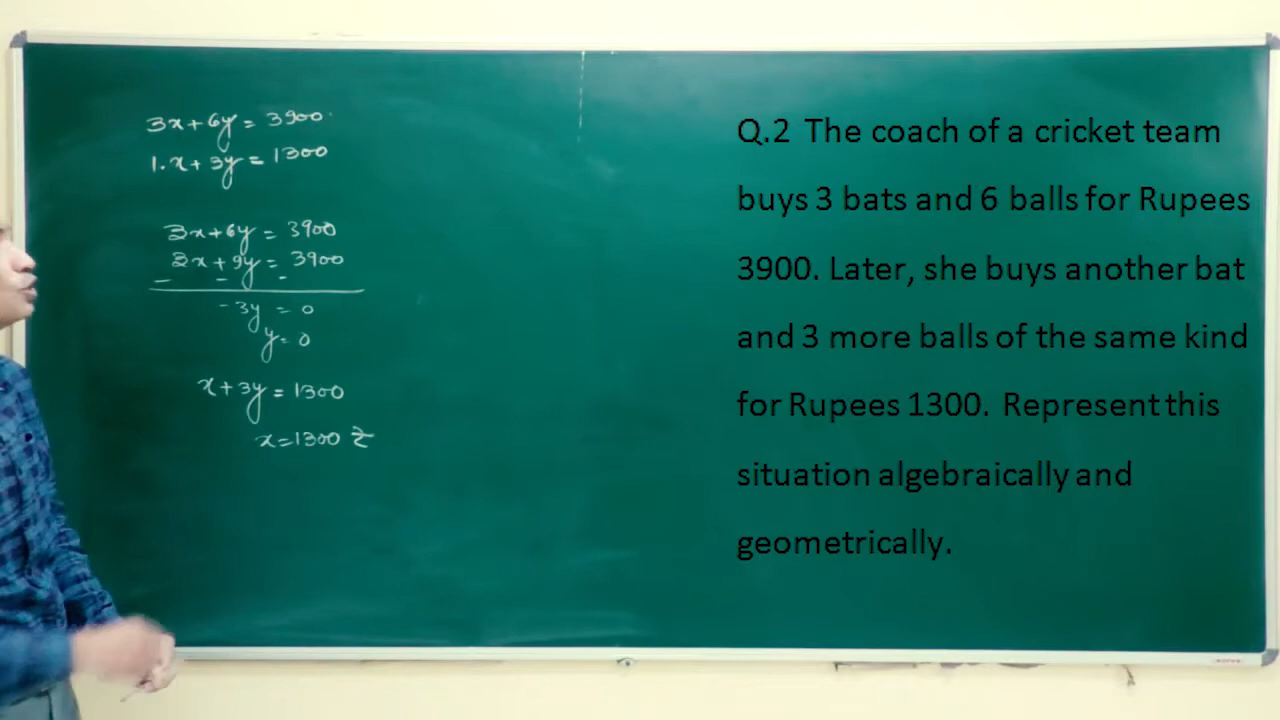 3x+6y = 3900
1.x+3y = 1300
3x+6y = 3900
3x+9y = 3900
- - -
-3y = 0
y = 0
x+3y = 1300
x=1300 ₹
Q.2 The coach of a cricket team
buys 3 bats and 6 balls for Rupees
3900. Later, she buys another bat
and 3 more balls of the same kind
for Rupees 1300. Represent this
situation algebraically and
geometrically.